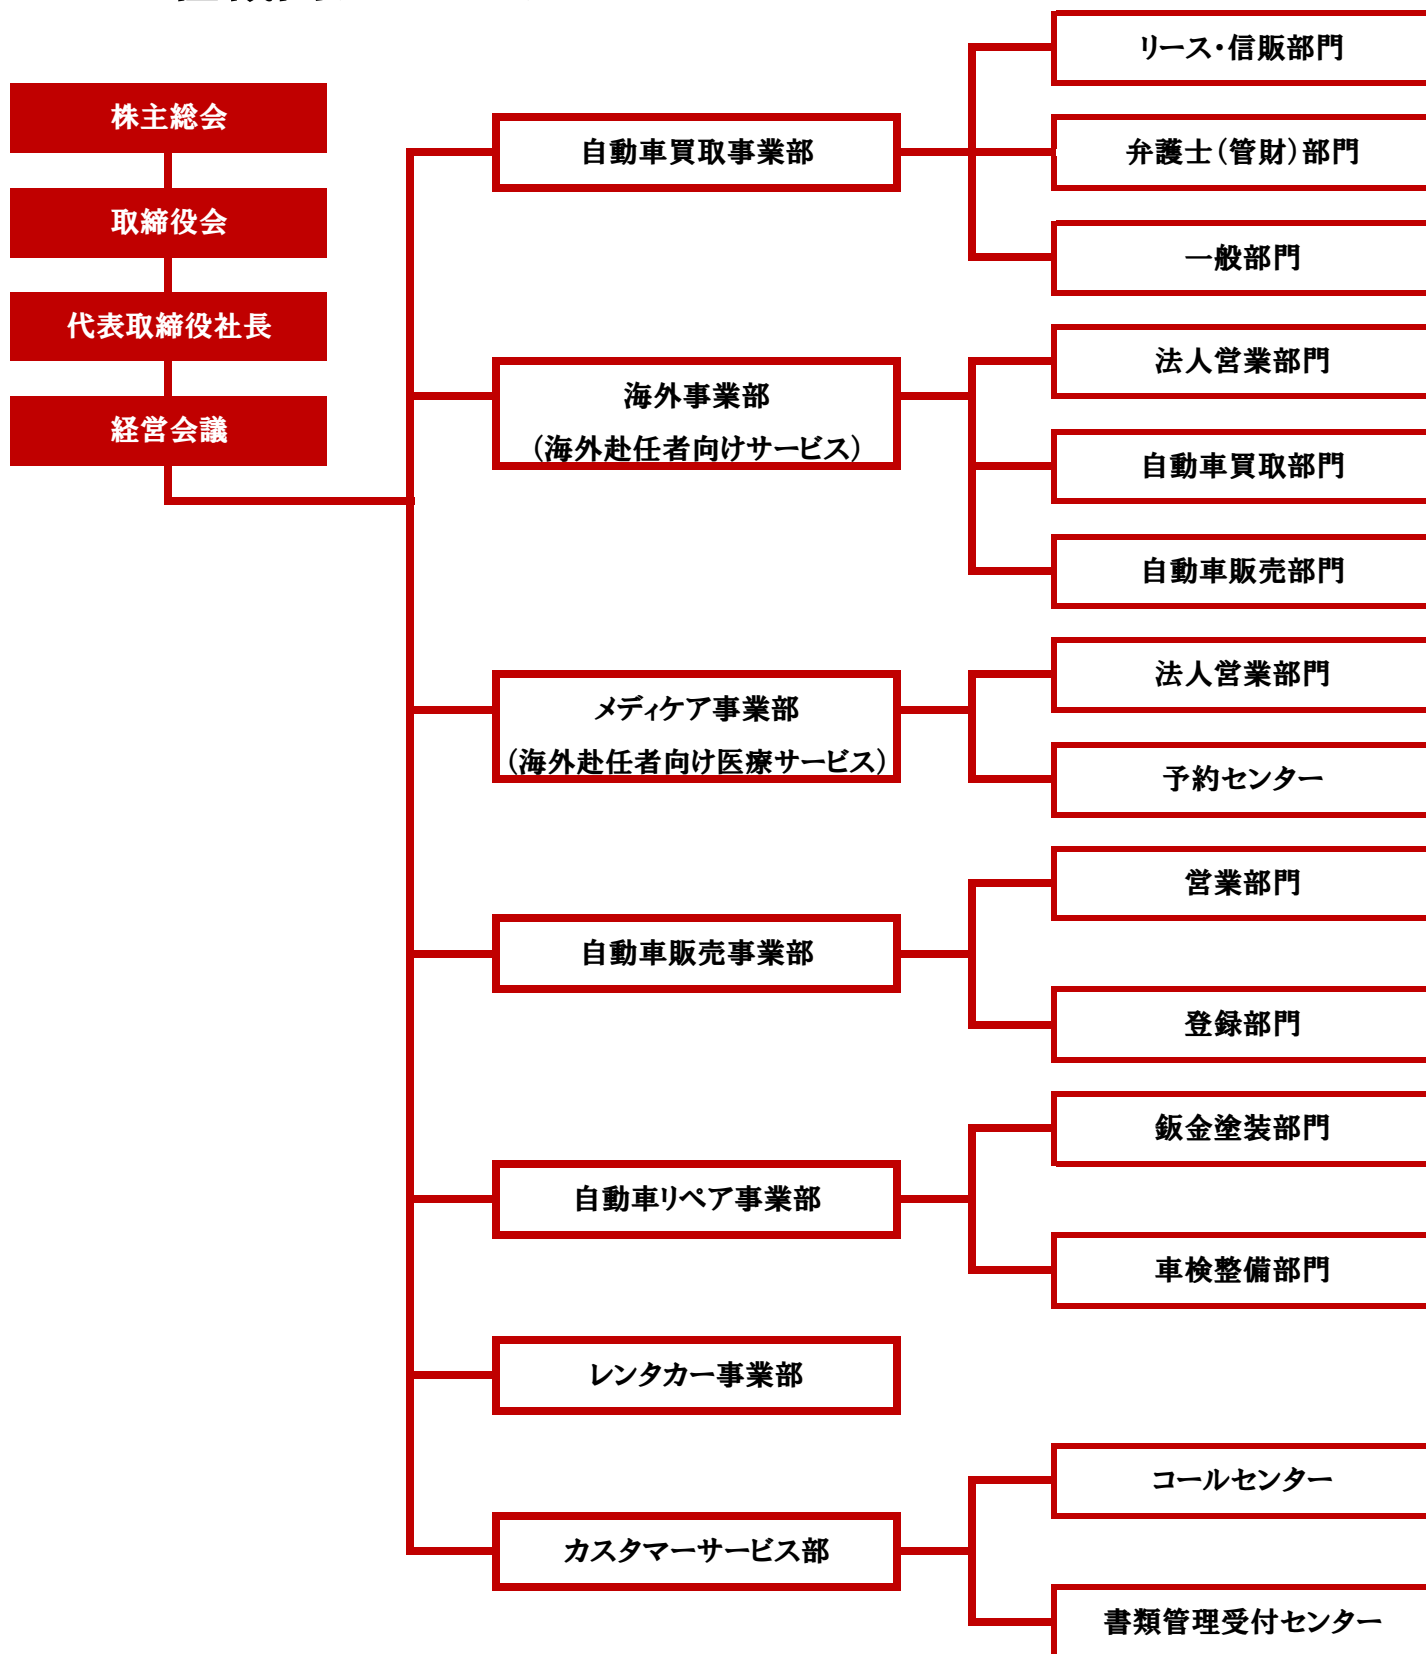 株主総会
取締役会
代表取締役社長
経営会議
自動車買取事業部
リース・信販部門
弁護士(管財)部門
一般部門
海外事業部
(海外赴任者向けサービス)
法人営業部門
自動車買取部門
自動車販売部門
メディケア事業部
(海外赴任者向け医療サービス)
法人営業部門
予約センター
自動車販売事業部
営業部門
登録部門
自動車リペア事業部
鈑金塗装部門
車検整備部門
レンタカー事業部
カスタマーサービス部
コールセンター
書類管理受付センター